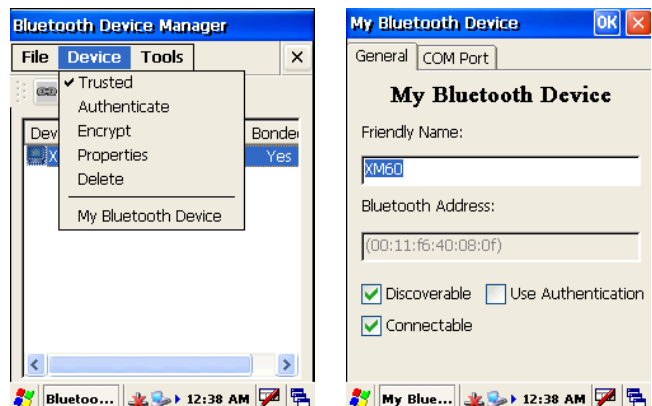 Bluetooth Device Manager
File Device Tools
Trusted
Authenticate
Encrypt
Properties
Delete
My Bluetooth Device
Dev
Bonde
X
Yes
Bluetoo...
12:38 AM
My Bluetooth Device OK
General COM Port
My Bluetooth Device
Friendly Name:
XM60
Bluetooth Address:
(00:11:f6:40:08:0f)
Discoverable Use Authentication
Connectable
My Blue...
12:38 AM